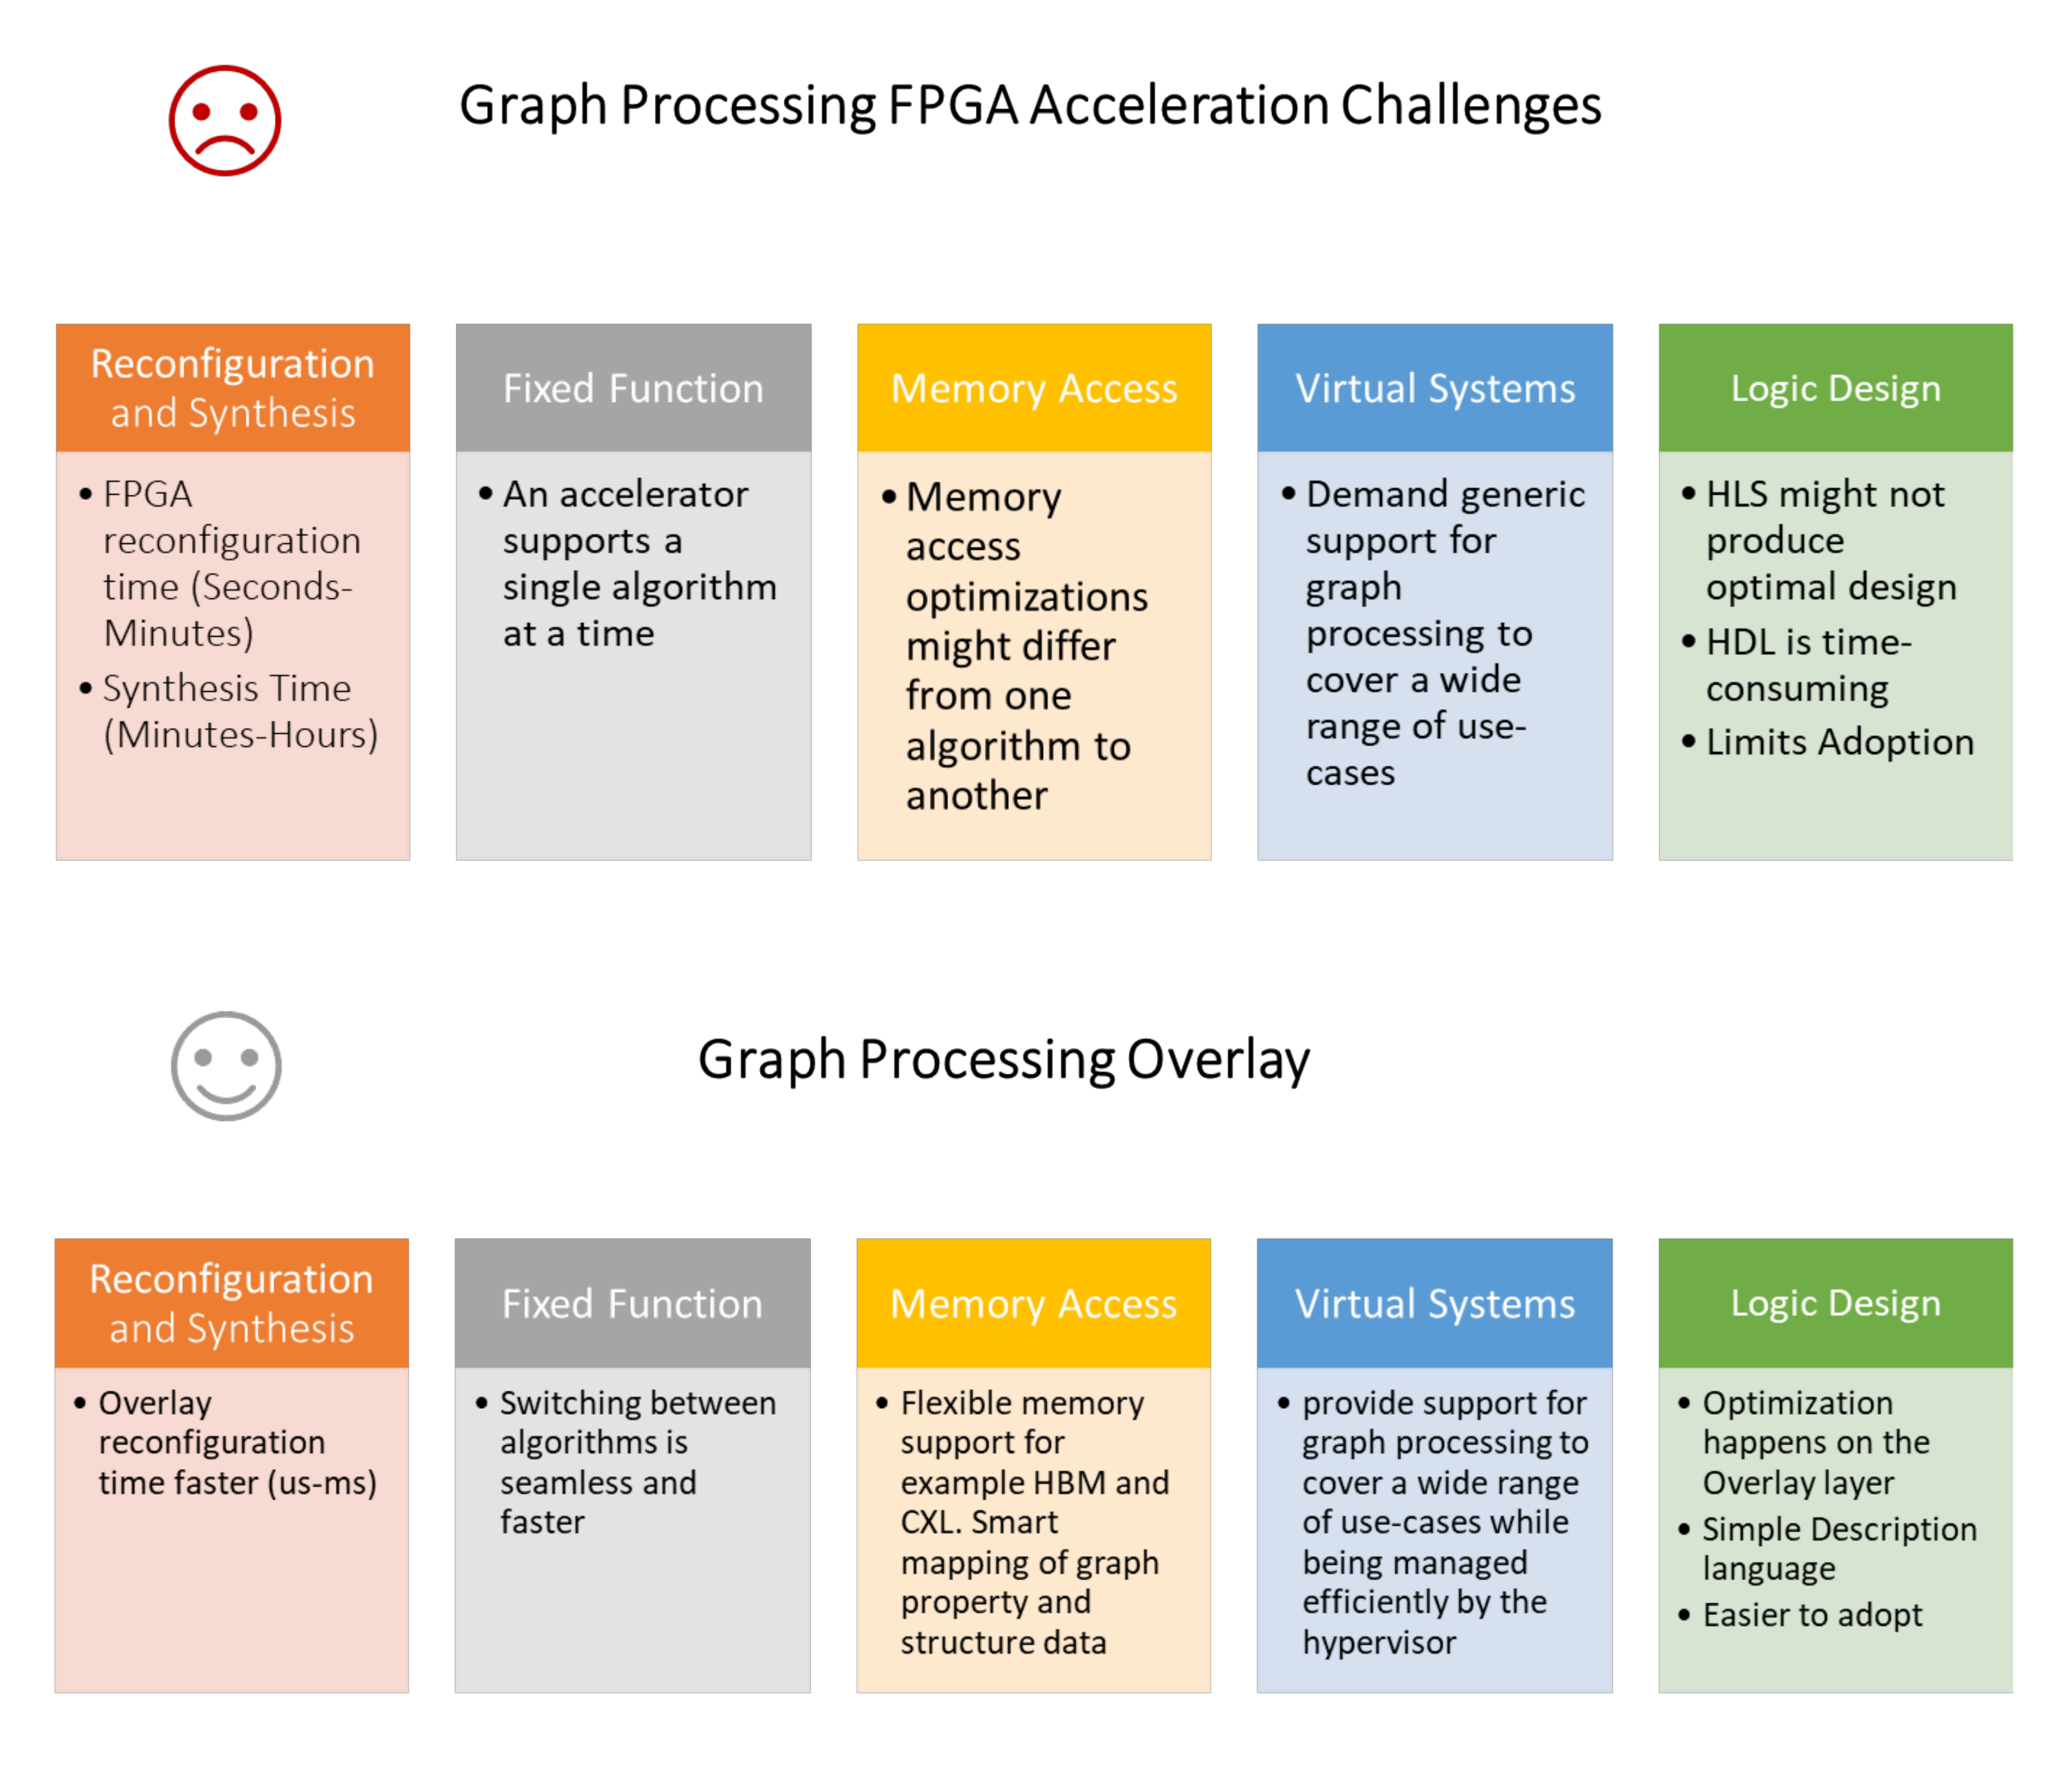 Graph Processing FPGA Acceleration Challenges
Reconfiguration
and Synthesis
• FPGA
reconfiguration
time (Seconds-
Minutes)
• Synthesis Time
(Minutes-Hours)
Fixed Function
• An accelerator
supports a
single algorithm
at a time
Memory Access
• Memory
access
optimizations
might differ
from one
algorithm to
another
Virtual Systems
• Demand generic
support for
graph
processing to
cover a wide
range of use-
cases
Logic Design
• HLS might not
produce
optimal design
• HDL is time-
consuming
• Limits Adoption
Graph Processing Overlay
Reconfiguration
and Synthesis
• Overlay
reconfiguration
time faster (us-ms)
Fixed Function
• Switching between
algorithms is
seamless and
faster
Memory Access
• Flexible memory
support for
example HBM and
CXL. Smart
mapping of graph
property and
structure data
Virtual Systems
• provide support for
graph processing to
cover a wide range
of use-cases while
being managed
efficiently by the
hypervisor
Logic Design
• Optimization
happens on the
Overlay layer
• Simple Description
language
• Easier to adopt